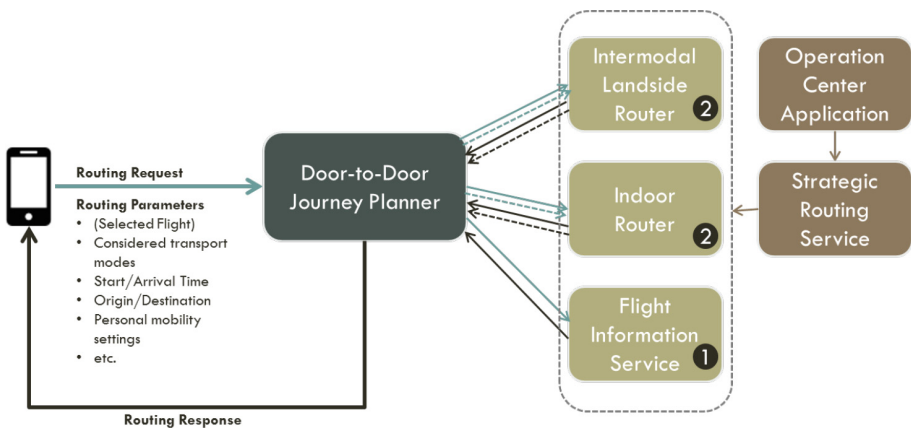 Routing Request
Routing Parameters
• (Selected Flight)
• Considered transport
modes
• Start/Arrival Time
• Origin/Destination
• Personal mobility
settings
• etc.
Routing Response
Door-to-Door
Journey Planner
Intermodal
Landside
Router
2
Indoor
Router
2
Flight
Information
Service
1
Operation
Center
Application
Strategic
Routing
Service